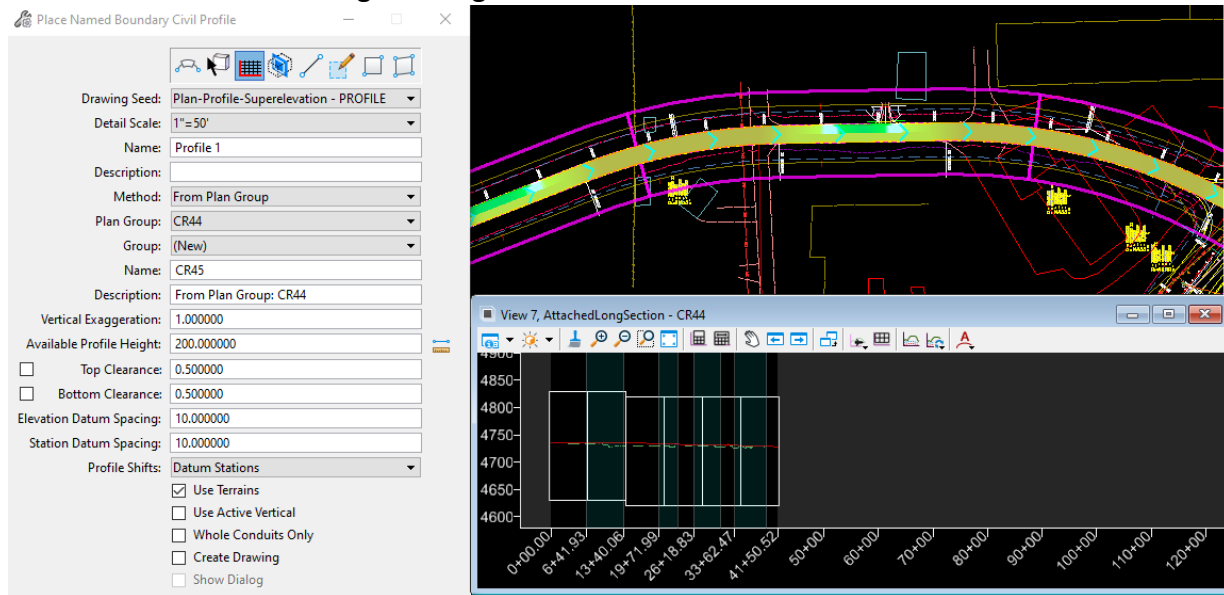 Place Named Boundary Civil Profile
Drawing Seed: Plan-Profile-Superelevation - PROFILE
Detail Scale: 1"=50'
Name: Profile 1
Description:
Method: From Plan Group
Plan Group: CR44
Group: (New)
Name: CR45
Description: From Plan Group: CR44
Vertical Exaggeration: 1.000000
Available Profile Height: 200.000000
Top Clearance: 0.500000
Bottom Clearance: 0.500000
Elevation Datum Spacing: 10.000000
Station Datum Spacing: 10.000000
Profile Shifts: Datum Stations
Use Terrains
Use Active Vertical
Whole Conduits Only
Create Drawing
Show Dialog
View 7, AttachedLongSection - CR44
4900
4850
4800
4750
4700
4650
4600
0+00.00 6+41.93 13+40.06 19+71.99 26+18.83 33+62.47 41+50.52 50+00 60+00 70+00 80+00 90+00 100+00 110+00 120+00